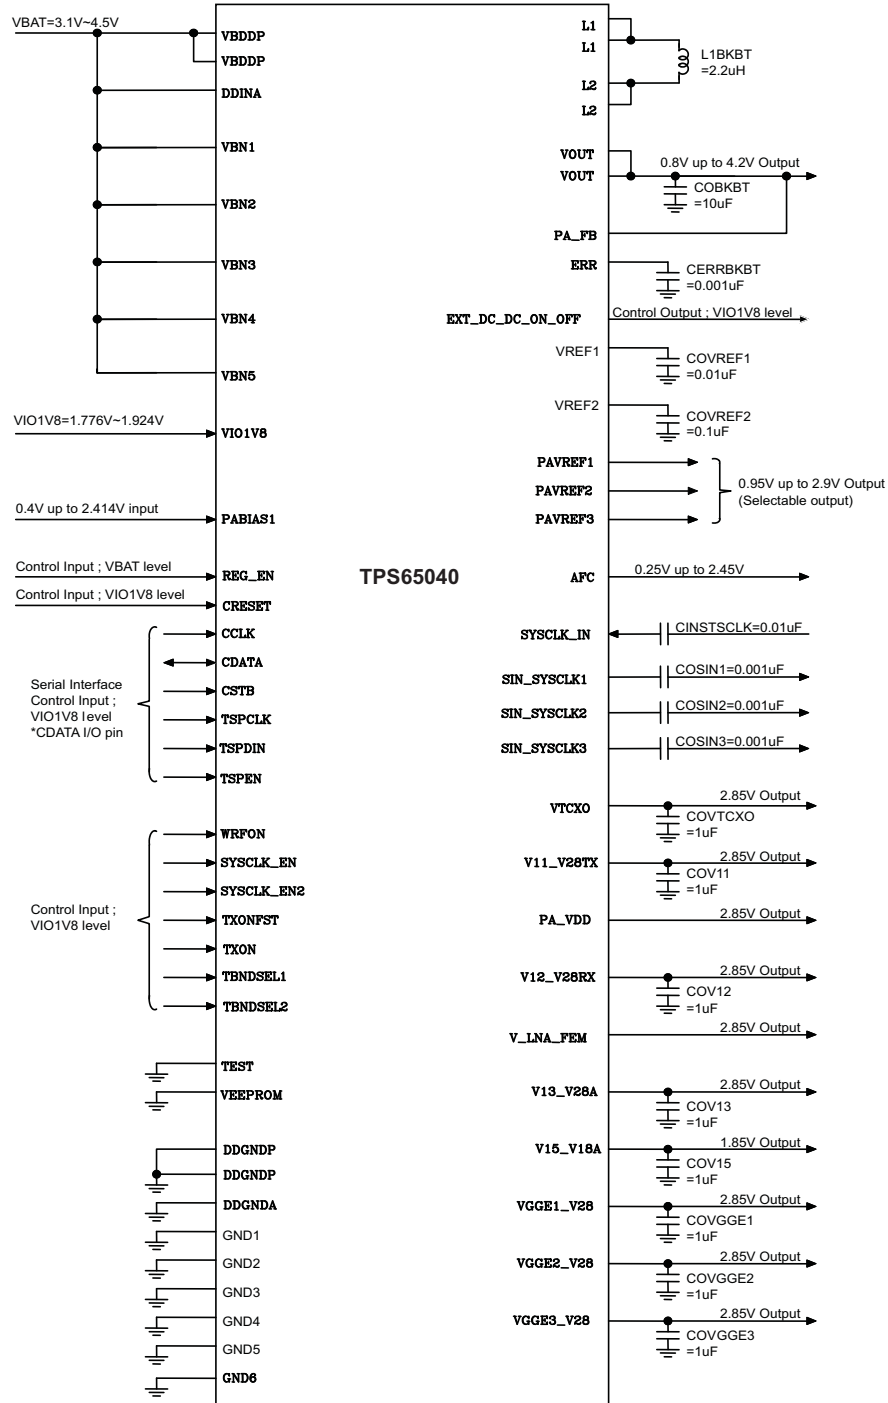 VBAT=3.1V~4.5V
VBDDP
VBDDP
DDINA
VBN1
VBN2
VBN3
VBN4
VBN5
VIO1V8=1.776V~1.924V
VIO1V8
0.4V up to 2.414V input
PABIAS1
Control Input ; VBAT level
REG_EN
Control Input ; VIO1V8 level
CRESET
CCLK
CDATA
CSTB
TSPCLK
TSPDIN
TSPEN
Serial Interface
Control Input ;
VIO1V8 level
*CDATA I/O pin
WRFON
SYSCLK_EN
SYSCLK_EN2
TXONFST
TXON
TBNDSEL1
TBNDSEL2
Control Input ;
VIO1V8 level
TEST
VEEPROM
DDGNDP
DDGNDP
DDGNDA
GND1
GND2
GND3
GND4
GND5
GND6
TPS65040
L1
L1
L2
L2
L1BKBT
=2.2uH
VOUT
VOUT
0.8V up to 4.2V Output
COBKBT
=10uF
PA_FB
ERR
CERRBKBT
=0.001uF
EXT_DC_DC_ON_OFF
Control Output ; VIO1V8 level
VREF1
COVREF1
=0.01uF
VREF2
COVREF2
=0.1uF
PAVREF1
PAVREF2
PAVREF3
0.95V up to 2.9V Output
(Selectable output)
AFC
0.25V up to 2.45V
SYSCLK_IN
CINSTSCLK=0.01uF
SIN_SYSCLK1
COSIN1=0.001uF
SIN_SYSCLK2
COSIN2=0.001uF
SIN_SYSCLK3
COSIN3=0.001uF
VTCXO
2.85V Output
COVTCXO
=1uF
V11_V28TX
2.85V Output
COV11
=1uF
PA_VDD
2.85V Output
V12_V28RX
2.85V Output
COV12
=1uF
V_LNA_FEM
2.85V Output
V13_V28A
2.85V Output
COV13
=1uF
V15_V18A
1.85V Output
COV15
=1uF
VGGE1_V28
2.85V Output
COVGGE1
=1uF
VGGE2_V28
2.85V Output
COVGGE2
=1uF
VGGE3_V28
2.85V Output
COVGGE3
=1uF